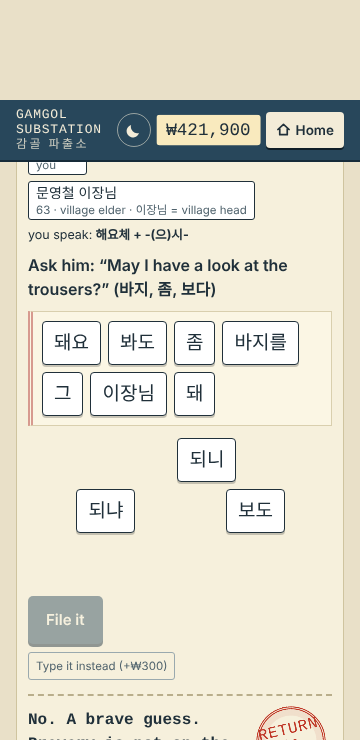 GAMGOL
SUBSTATION
감골 파출소
₩421,900
Home
you
문영철 이장님
63 · village elder · 이장님 = village head
you speak: 해요체 + -(으)시-
Ask him: “May I have a look at the
trousers?” (바지, 좀, 보다)
돼요 봐도 좀 바지를
그 이장님 돼
되니
되냐 보도
File it
Type it instead (+₩300)
No. A brave guess.
RETURN